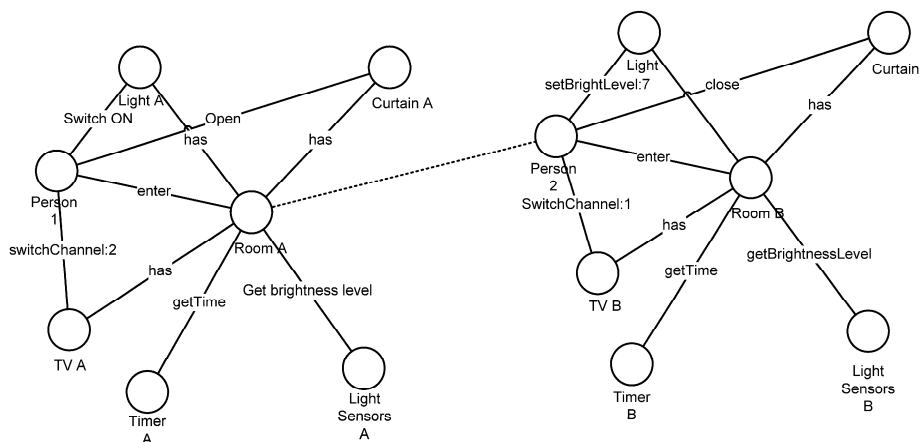 Light A
Curtain A
Switch ON
Open
has
has
Person
1
enter
Room A
switchChannel:2
has
getTime
Get brightness level
TV A
Timer
A
Light
Sensors
A
Light
Curtain
setBrightLevel:7
close
has
Person
2
enter
Room B
SwitchChannel:1
has
getTime
getBrightnessLevel
TV B
Timer
B
Light
Sensors
B